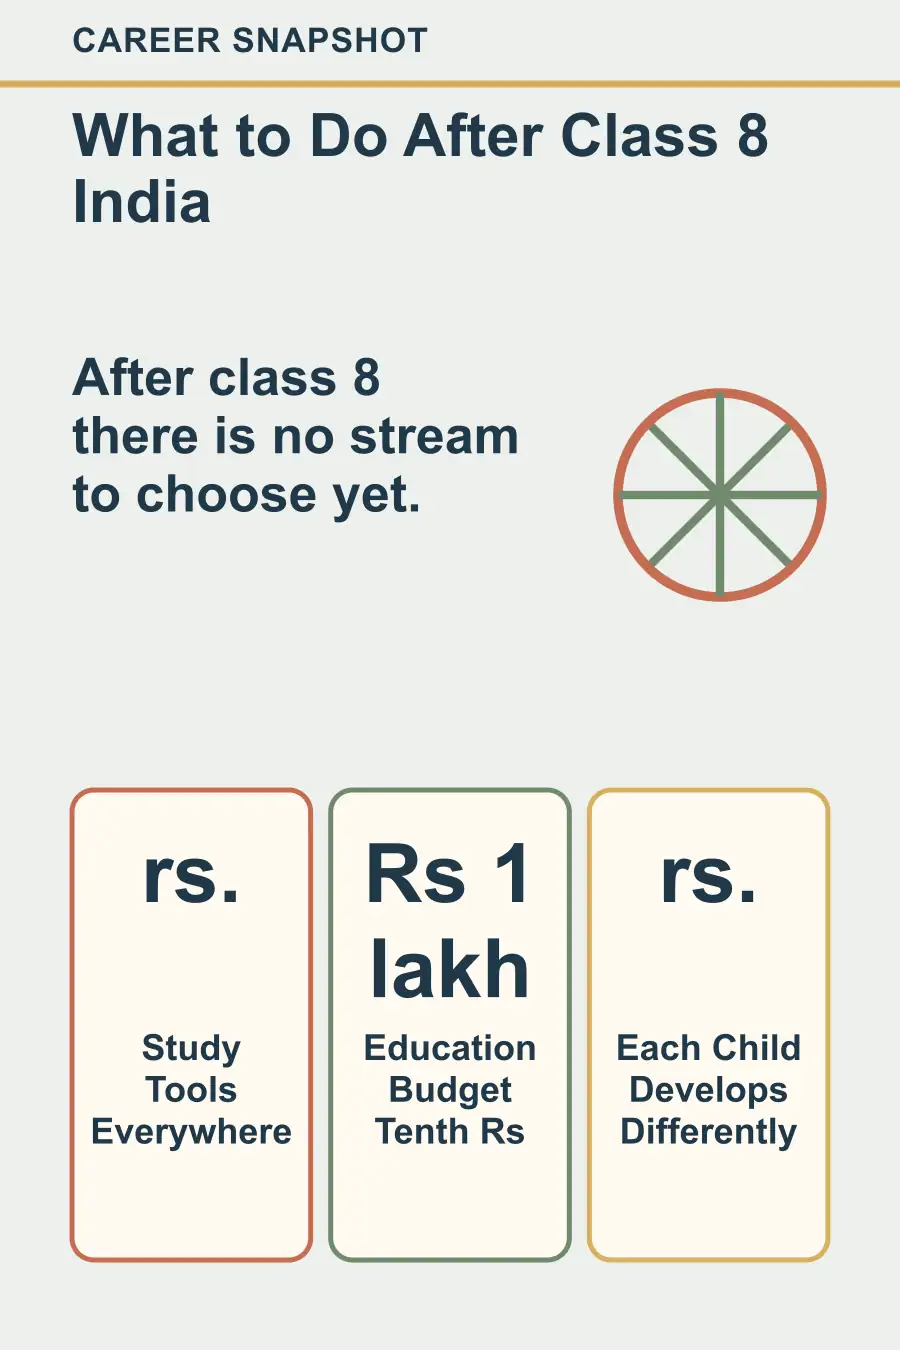 CAREER SNAPSHOT
What to Do After Class 8
India
After class 8
there is no stream
to choose yet.
rs.
Study
Tools
Everywhere
Rs 1
lakh
Education
Budget
Tenth Rs
rs.
Each Child
Develops
Differently